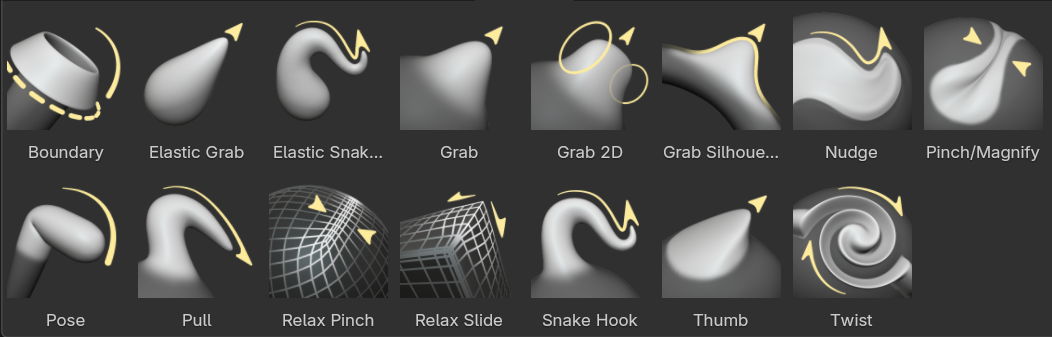 Boundary
Elastic Grab
Elastic Snak...
Grab
Grab 2D
Grab Silhoue...
Nudge
Pinch/Magnify
Pose
Pull
Relax Pinch
Relax Slide
Snake Hook
Thumb
Twist